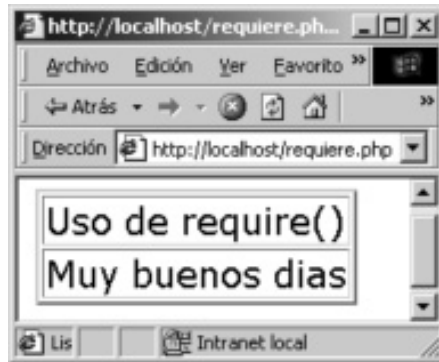 http://localhost/requiere.ph...
Archivo Edición Ver Favorito »
Atrás »
Dirección http://localhost/requiere.php
Uso de require()
Muy buenos dias
Lis Intranet local